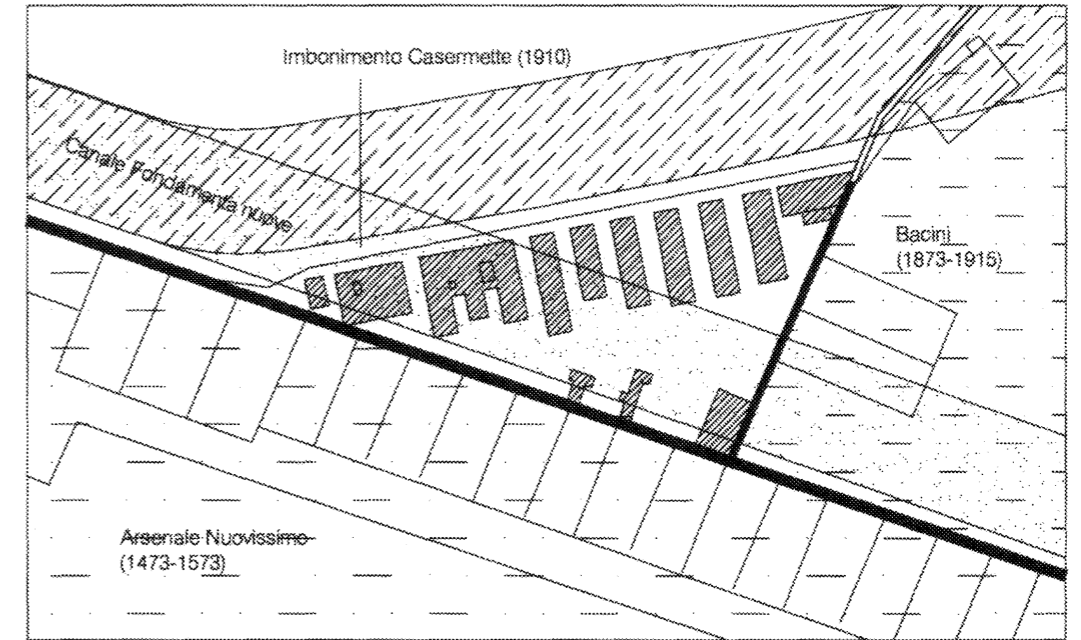 Imbonimento Casermette (1910)
Canale Fondamenta nuove
Bacini
(1873-1915)
Arsenale Nuovissimo
(1473-1573)